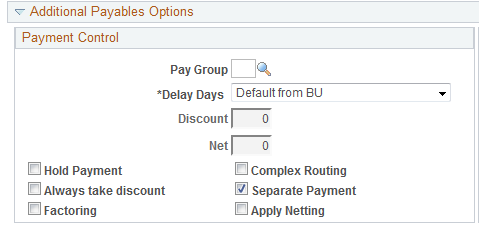 Additional Payables Options
Payment Control
Pay Group
*Delay Days Default from BU
Discount 0
Net 0
Hold Payment Complex Routing
Always take discount Separate Payment
Factoring Apply Netting